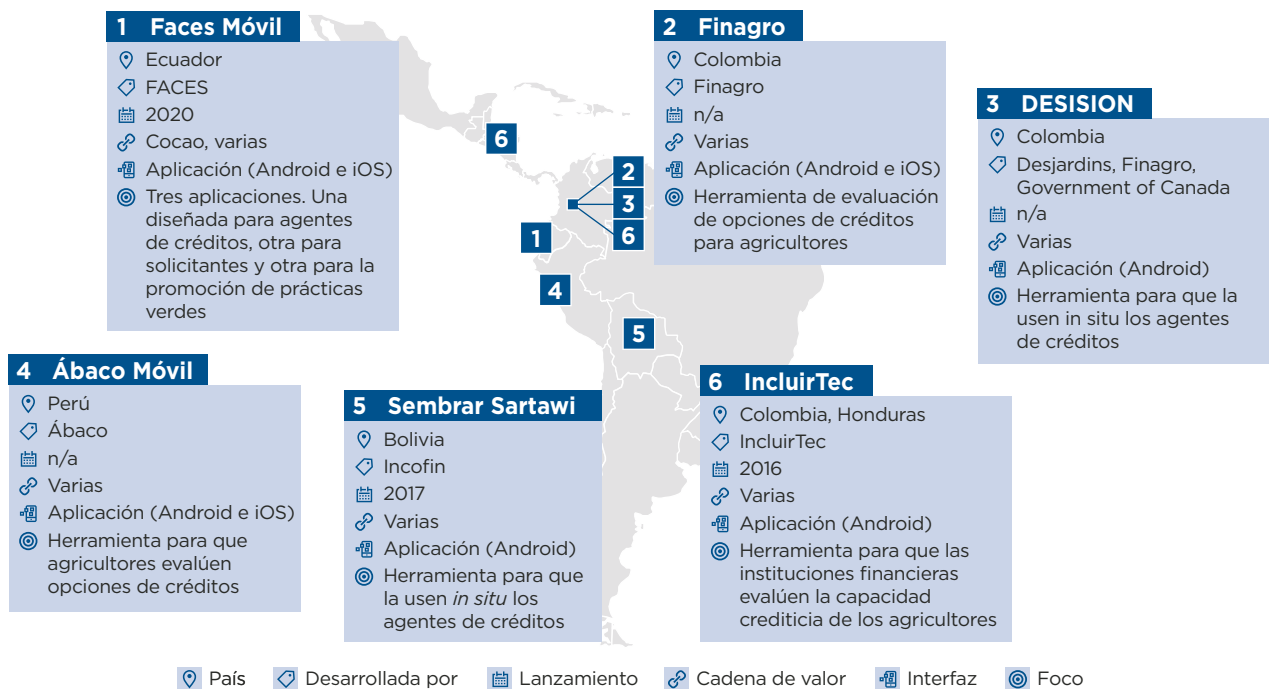 1 Faces Móvil
Ecuador
FACES
2020
Cocao, varias
Aplicación (Android e iOS)
Tres aplicaciones. Una
diseñada para agentes
de créditos, otra para
solicitantes y otra para la
promoción de prácticas
verdes
2 Finagro
Colombia
Finagro
n/a
Varias
Aplicación (Android e iOS)
Herramienta de evaluación
de opciones de créditos
para agricultores
3 DESISION
Colombia
Desjardins, Finagro,
Government of Canada
n/a
Varias
Aplicación (Android)
Herramienta para que la
usen in situ los agentes
de créditos
6
2
3
6
1
4
5
4 Ábaco Móvil
Perú
Ábaco
n/a
Varias
Aplicación (Android e iOS)
Herramienta para que
agricultores evalúen
opciones de créditos
5 Sembrar Sartawi
Bolivia
Incofin
2017
Varias
Aplicación (Android)
Herramienta para que
la usen in situ los
agentes de créditos
6 IncluirTec
Colombia, Honduras
IncluirTec
2016
Varias
Aplicación (Android)
Herramienta para que las
instituciones financieras
evalúen la capacidad
crediticia de los agricultores
País Desarrollada por Lanzamiento Cadena de valor Interfaz Foco